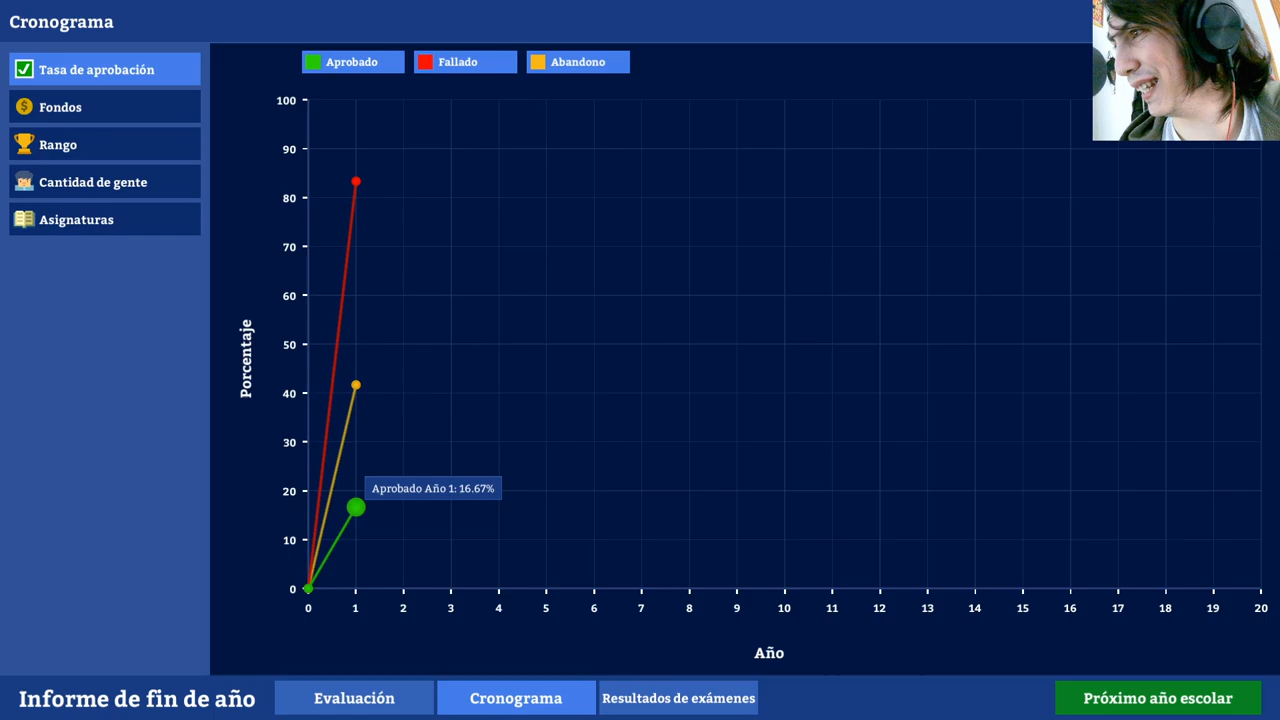 Cronograma
Tasa de aprobación
Fondos
Rango
Cantidad de gente
Asignaturas
Aprobado
Fallado
Abandono
100
90
80
70
60
50
40
30
20
10
0
Porcentaje
Aprobado Año 1: 16.67%
0 1 2 3 4 5 6 7 8 9 10 11 12 13 14 15 16 17 18 19 20
Año
Informe de fin de año
Evaluación
Cronograma
Resultados de exámenes
Próximo año escolar